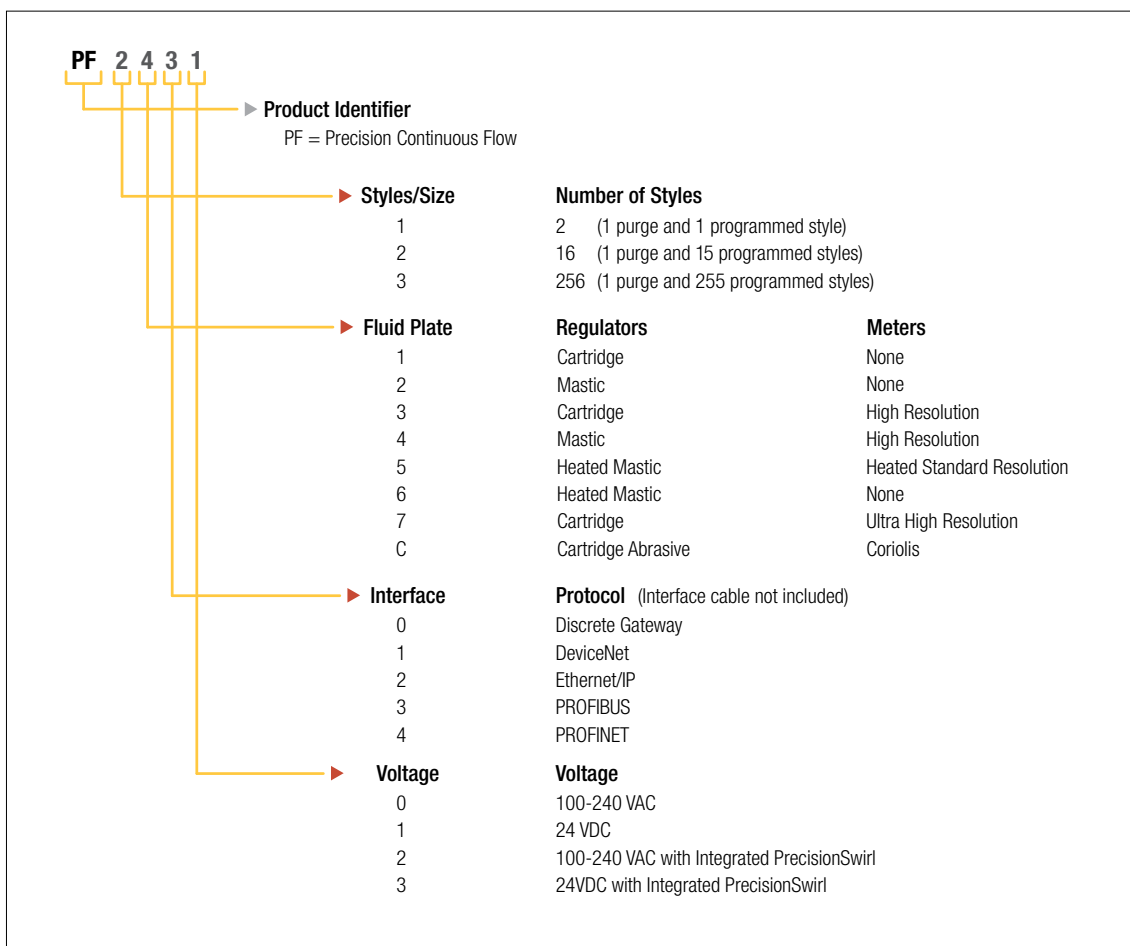 PF 2 4 3 1
Product Identifier
PF = Precision Continuous Flow
Styles/Size Number of Styles
1 2 (1 purge and 1 programmed style)
2 16 (1 purge and 15 programmed styles)
3 256 (1 purge and 255 programmed styles)
Fluid Plate Regulators Meters
1 Cartridge None
2 Mastic None
3 Cartridge High Resolution
4 Mastic High Resolution
5 Heated Mastic Heated Standard Resolution
6 Heated Mastic None
7 Cartridge Ultra High Resolution
C Cartridge Abrasive Coriolis
Interface Protocol (Interface cable not included)
0 Discrete Gateway
1 DeviceNet
2 Ethernet/IP
3 PROFIBUS
4 PROFINET
Voltage Voltage
0 100-240 VAC
1 24 VDC
2 100-240 VAC with Integrated PrecisionSwirl
3 24VDC with Integrated PrecisionSwirl